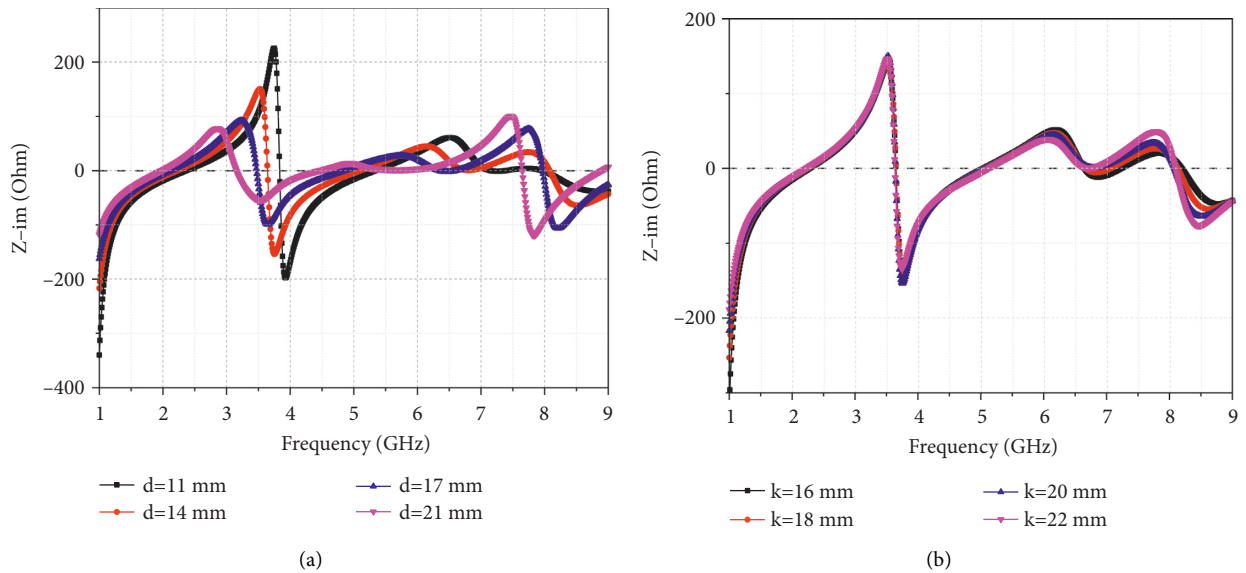 200
0
−200
−400
Z−im (Ohm)
1 2 3 4 5 6 7 8 9
Frequency (GHz)
d=11 mm d=17 mm
d=14 mm d=21 mm
(a)
200
0
−200
Z−im (Ohm)
1 2 3 4 5 6 7 8 9
Frequency (GHz)
k=16 mm k=20 mm
k=18 mm k=22 mm
(b)